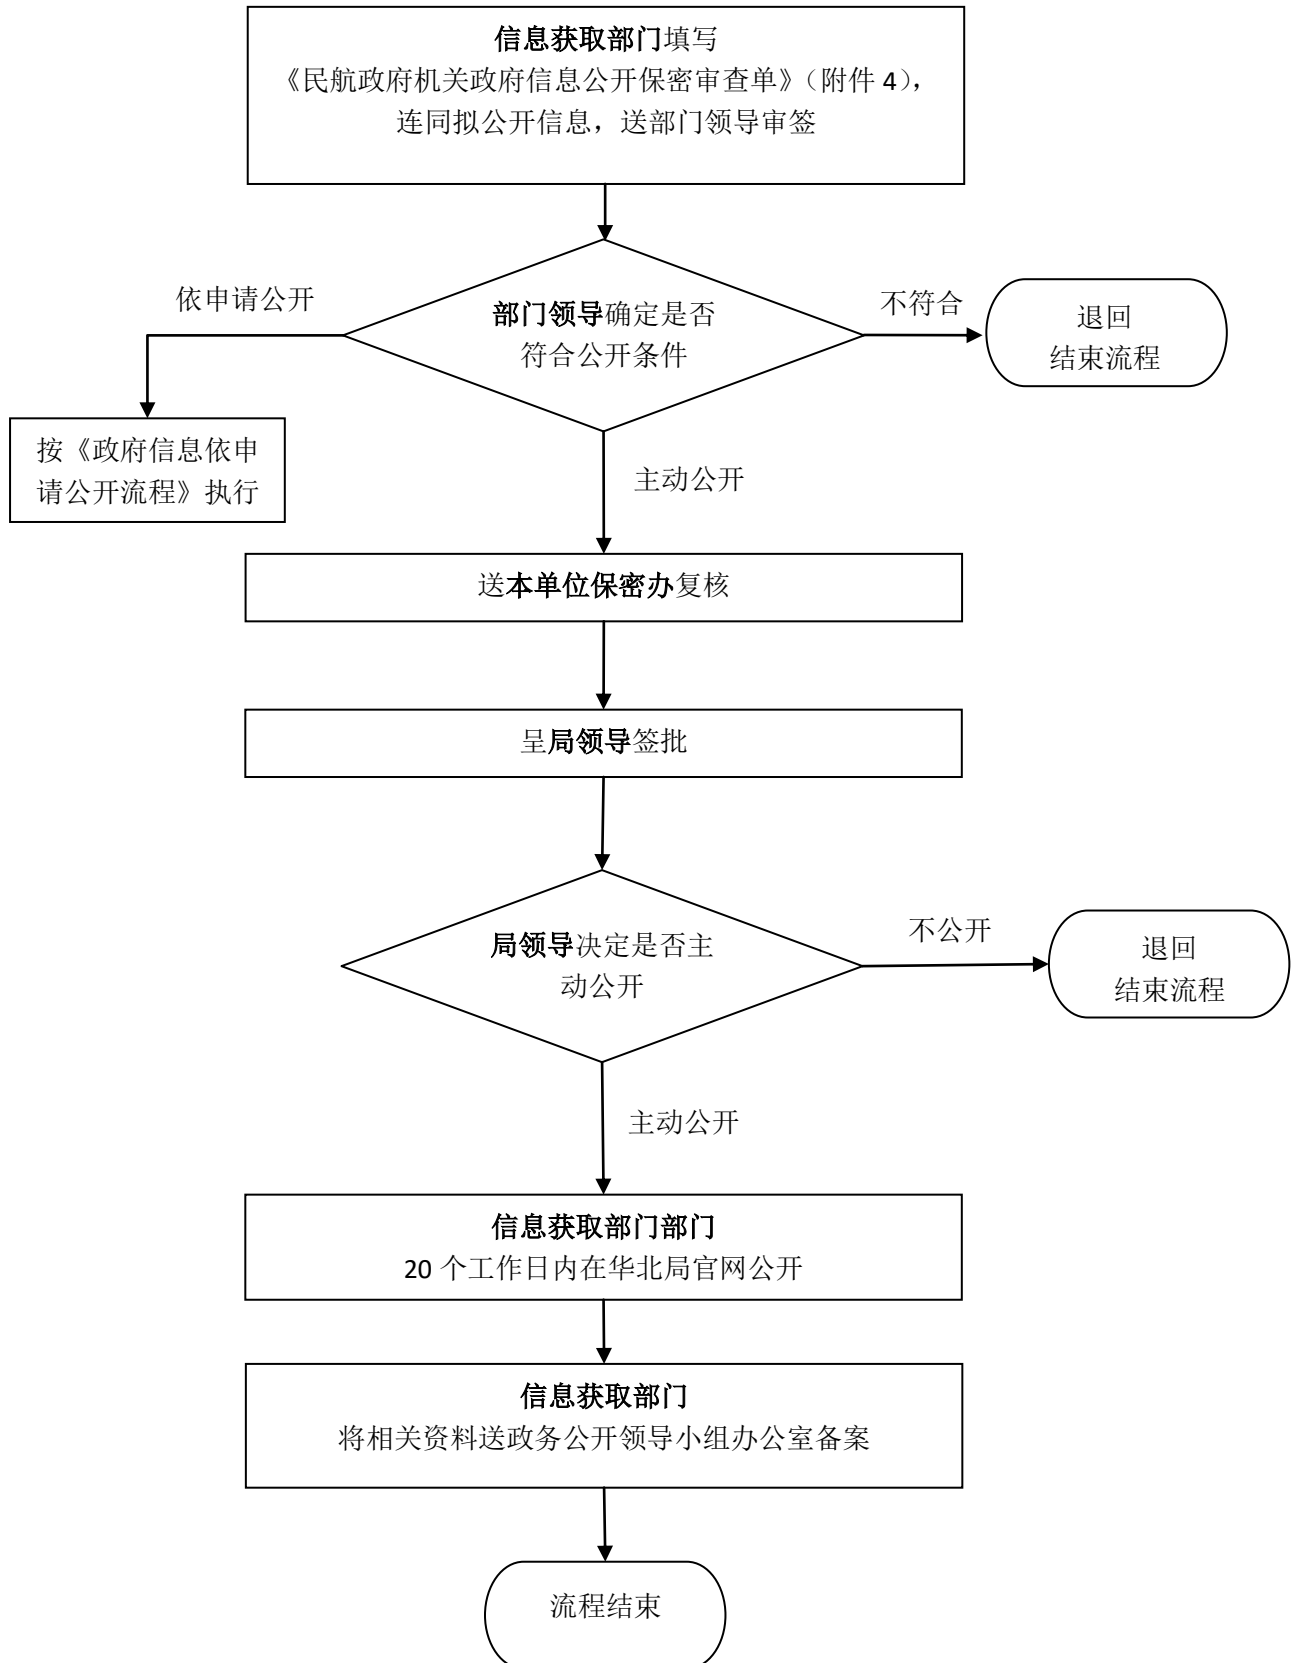 信息获取部门填写
《民航政府机关政府信息公开保密审查单》（附件 4），
连同拟公开信息，送部门领导审签
依申请公开
部门领导确定是否
符合公开条件
不符合
退回
结束流程
按《政府信息依申
请公开流程》执行
主动公开
送本单位保密办复核
呈局领导签批
局领导决定是否主
动公开
不公开
退回
结束流程
主动公开
信息获取部门部门
20 个工作日内在华北局官网公开
信息获取部门
将相关资料送政务公开领导小组办公室备案
流程结束